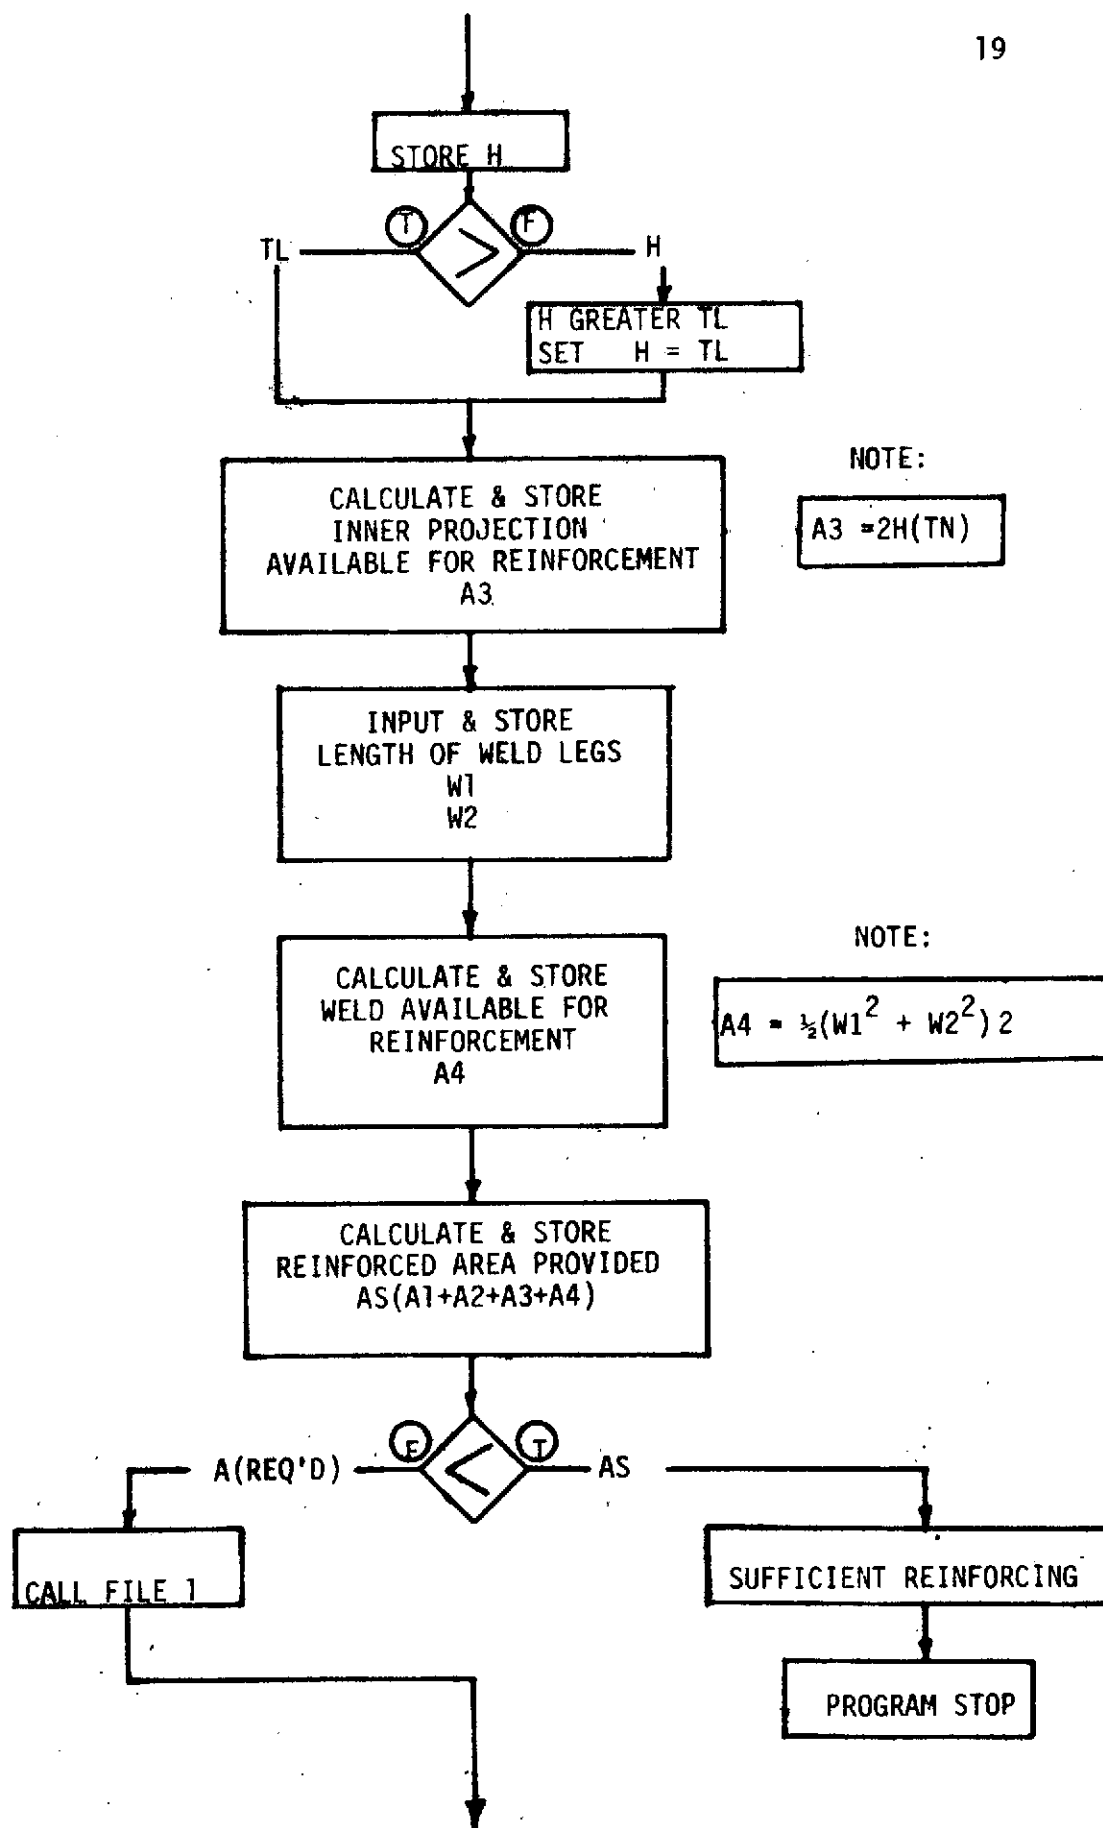 19
STORE H
T
F
TL
>
H
H GREATER TL
SET H = TL
CALCULATE & STORE
INNER PROJECTION
AVAILABLE FOR REINFORCEMENT
A3
NOTE:
A3 =2H(TN)
INPUT & STORE
LENGTH OF WELD LEGS
W1
W2
CALCULATE & STORE
WELD AVAILABLE FOR
REINFORCEMENT
A4
NOTE:
A4 = ½(W1² + W2²) 2
CALCULATE & STORE
REINFORCED AREA PROVIDED
AS(A1+A2+A3+A4)
F
T
A(REQ'D)
<
AS
CALL FILE 1
SUFFICIENT REINFORCING
PROGRAM STOP